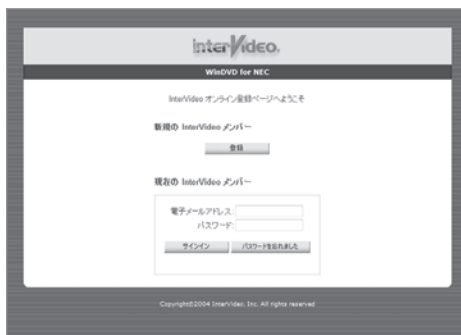 InterVideo.
WinDVD for NEC
InterVideo オンライン登録ページへようこそ
新規の InterVideo メンバー
登録
現在の InterVideo メンバー
電子メールアドレス:
パスワード:
サインイン パスワードを忘れました
Copyright©2004 InterVideo, Inc. All rights reserved